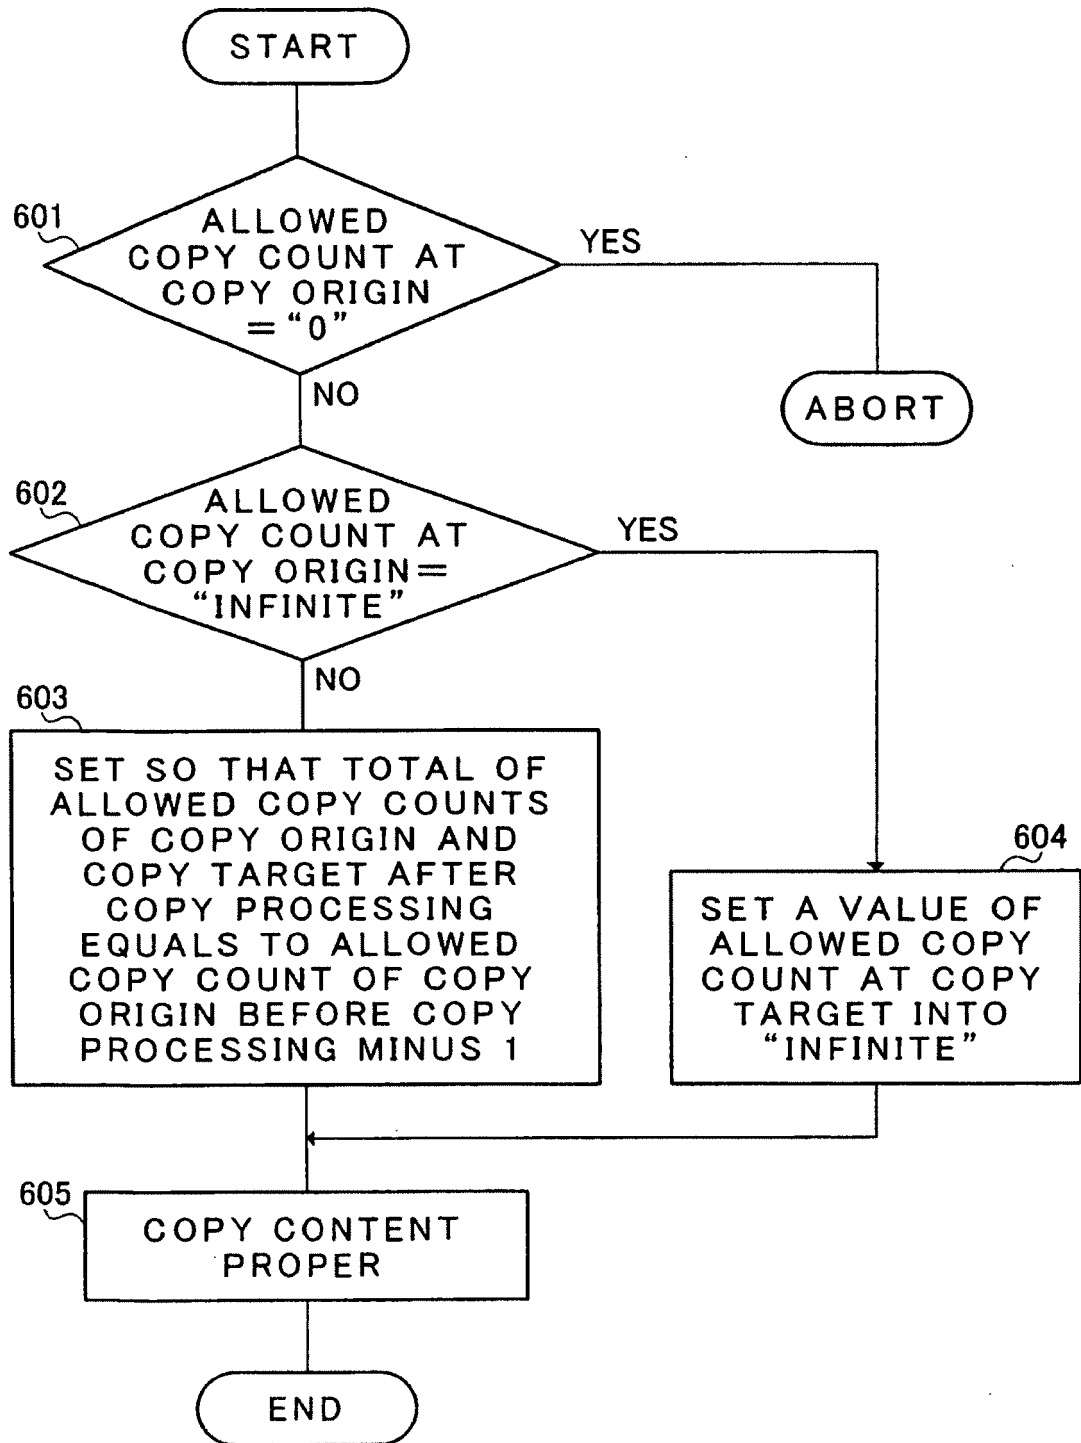 START
601
ALLOWED
COPY COUNT AT
COPY ORIGIN
="0"
YES
NO
ABORT
602
ALLOWED
COPY COUNT AT
COPY ORIGIN=
"INFINITE"
YES
NO
603
SET SO THAT TOTAL OF
ALLOWED COPY COUNTS
OF COPY ORIGIN AND
COPY TARGET AFTER
COPY PROCESSING
EQUALS TO ALLOWED
COPY COUNT OF COPY
ORIGIN BEFORE COPY
PROCESSING MINUS 1
604
SET A VALUE OF
ALLOWED COPY
COUNT AT COPY
TARGET INTO
"INFINITE"
605
COPY CONTENT
PROPER
END